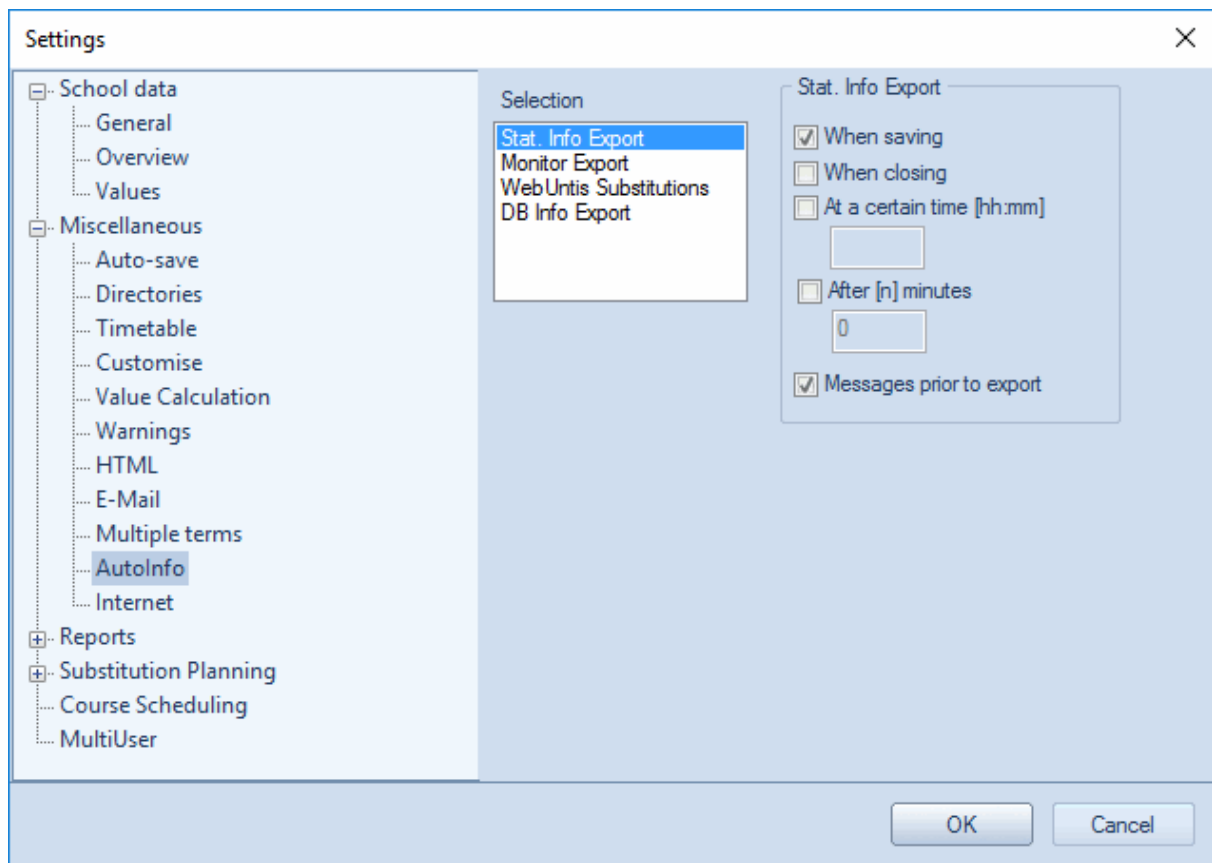 Settings
School data
General
Overview
Values
Miscellaneous
Auto-save
Directories
Timetable
Customise
Value Calculation
Warnings
HTML
E-Mail
Multiple terms
AutoInfo
Internet
Reports
Substitution Planning
Course Scheduling
MultiUser
Selection
Stat. Info Export
Monitor Export
WebUntis Substitutions
DB Info Export
Stat. Info Export
When saving
When closing
At a certain time [hh:mm]
After [n] minutes
0
Messages prior to export
OK
Cancel